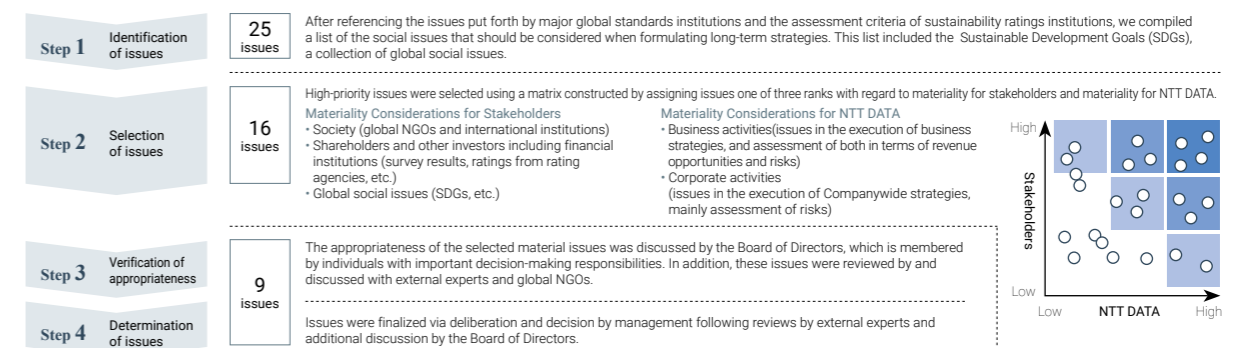 Step 1
Identification
of issues
25
issues
After referencing the issues put forth by major global standards institutions and the assessment criteria of sustainability ratings institutions, we compiled
a list of the social issues that should be considered when formulating long-term strategies. This list included the Sustainable Development Goals (SDGs),
a collection of global social issues.
Step 2
Selection
of issues
16
issues
High-priority issues were selected using a matrix constructed by assigning issues one of three ranks with regard to materiality for stakeholders and materiality for NTT DATA.
Materiality Considerations for Stakeholders
・Society (global NGOs and international institutions)
・Shareholders and other investors including financial
institutions (survey results, ratings from rating
agencies, etc.)
・Global social issues (SDGs, etc.)
Materiality Considerations for NTT DATA
・Business activities(issues in the execution of business
strategies, and assessment of both in terms of revenue
opportunities and risks)
・Corporate activities
(issues in the execution of Companywide strategies,
mainly assessment of risks)
High
Stakeholders
Low
Low
NTT DATA
High
Step 3
Verification of
appropriateness
9
issues
The appropriateness of the selected material issues was discussed by the Board of Directors, which is membered
by individuals with important decision-making responsibilities. In addition, these issues were reviewed by and
discussed with external experts and global NGOs.
Step 4
Determination
of issues
Issues were finalized via deliberation and decision by management following reviews by external experts and
additional discussion by the Board of Directors.